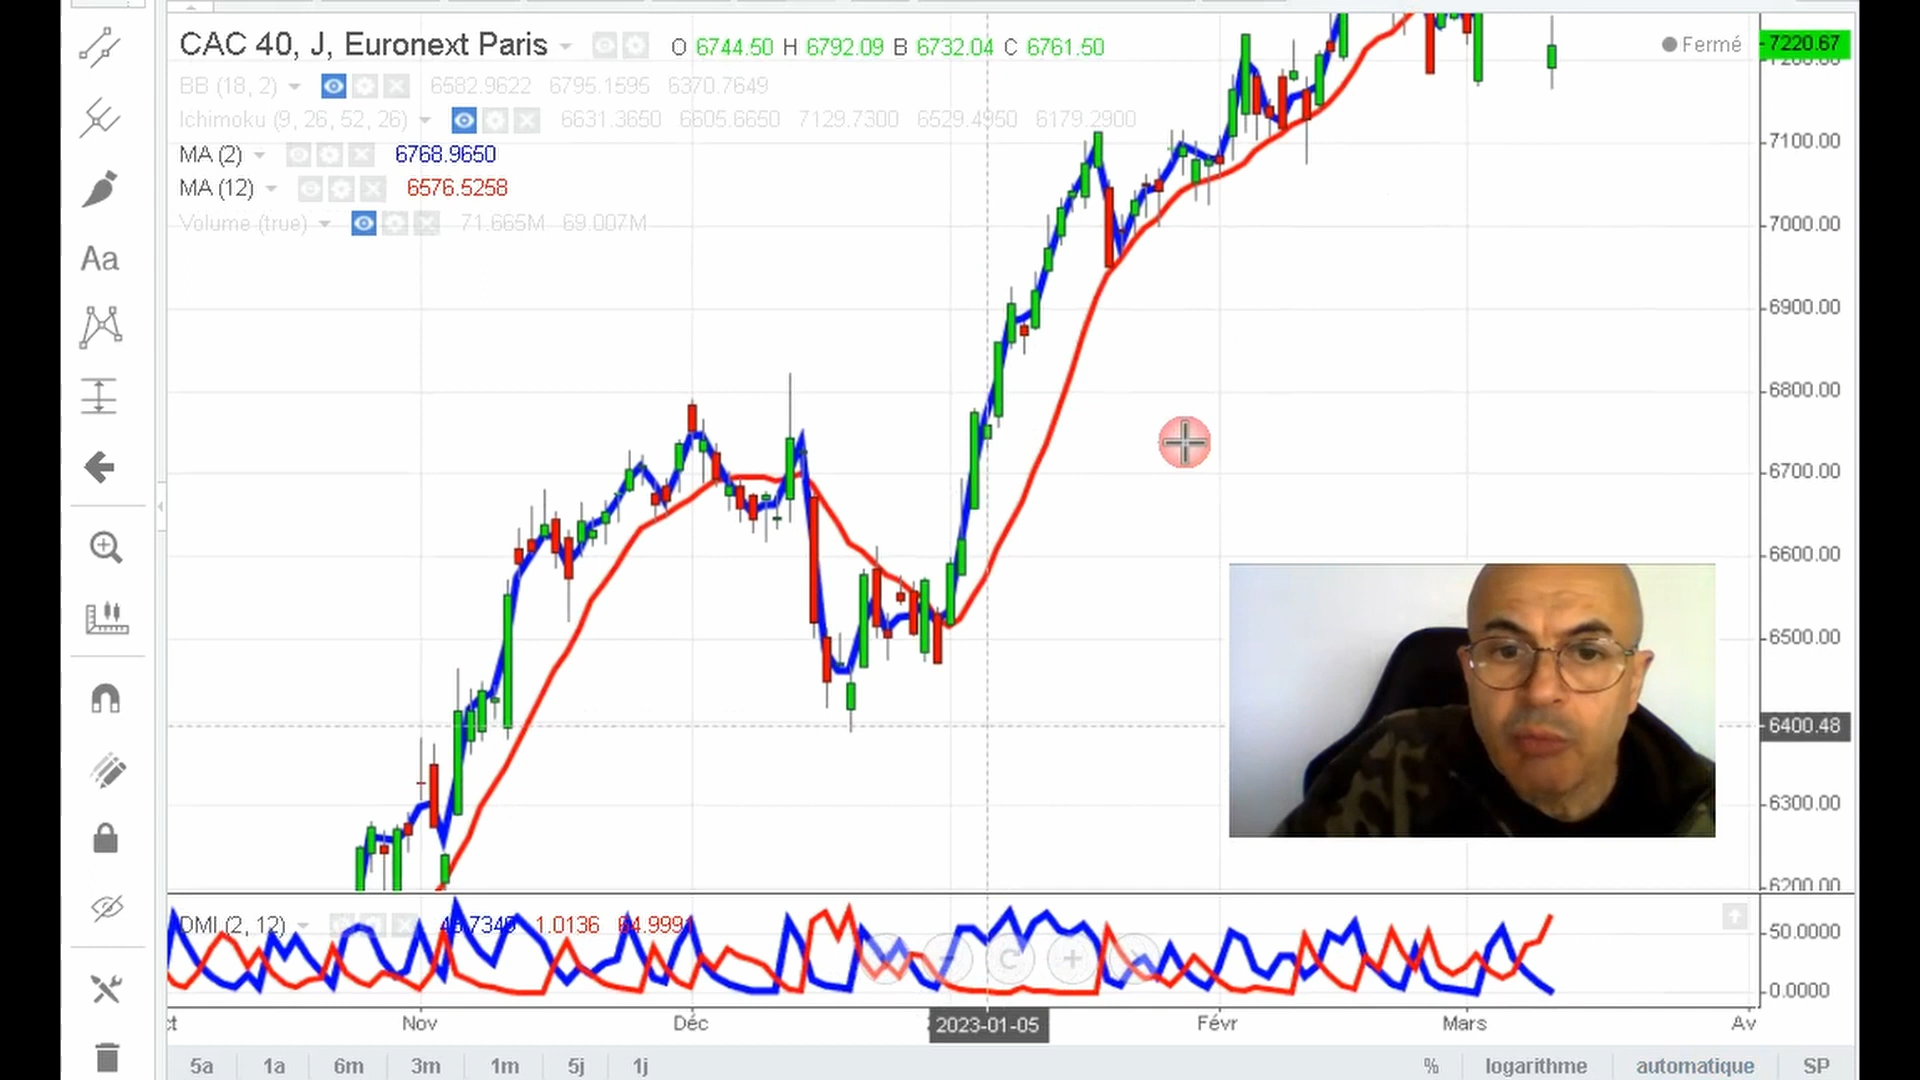 CAC 40, J, Euronext Paris O 6744.50 H 6792.09 B 6732.04 C 6761.50 Fermé 7220.67
BB (18, 2) 6582.9622 6795.1595 6370.7649
Ichimoku (9, 26, 52, 26) 6631.3650 6605.6650 7129.7300 6529.4950 6179.2900
MA (2) 6768.9650
MA (12) 6576.5258
Volume (true) 71.665M 69.007M
Aa
7100.00
7000.00
6900.00
6800.00
6700.00
6600.00
6500.00
6400.48
6300.00
6200.00
DMI (2, 12) 1.0136
50.0000
0.0000
Nov Déc 2023-01-05 Févr Mars Av
5a 1a 6m 3m 1m 5j 1j % logarithme automatique SP